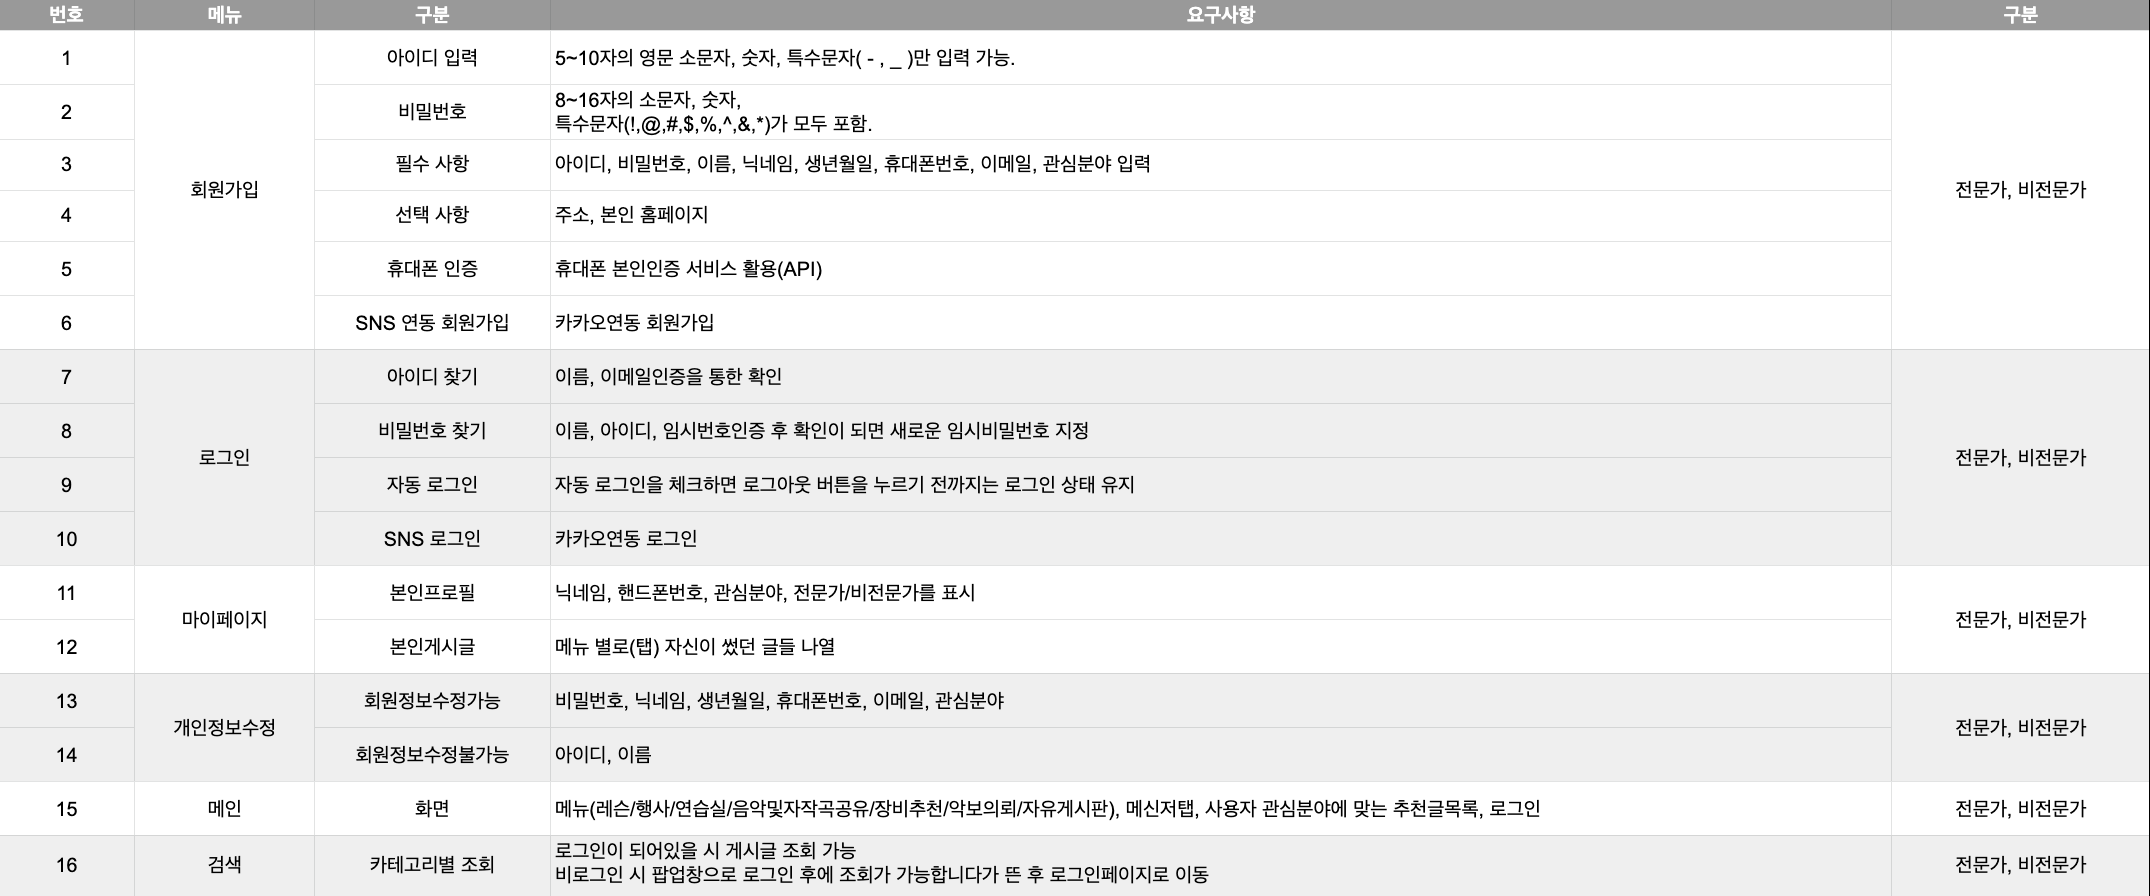 번호 메뉴 구분 요구사항 구분
1 회원가입 아이디 입력 5~10자의 영문 소문자, 숫자, 특수문자( - , _ )만 입력 가능. 전문가, 비전문가
2 비밀번호 8~16자의 소문자, 숫자,
특수문자(!,@,#,$,%,^,&,*)가 모두 포함.
3 필수 사항 아이디, 비밀번호, 이름, 닉네임, 생년월일, 휴대폰번호, 이메일, 관심분야 입력
4 선택 사항 주소, 본인 홈페이지
5 휴대폰 인증 휴대폰 본인인증 서비스 활용(API)
6 SNS 연동 회원가입 카카오연동 회원가입
7 로그인 아이디 찾기 이름, 이메일인증을 통한 확인 전문가, 비전문가
8 비밀번호 찾기 이름, 아이디, 임시번호인증 후 확인이 되면 새로운 임시비밀번호 지정
9 자동 로그인 자동 로그인을 체크하면 로그아웃 버튼을 누르기 전까지는 로그인 상태 유지
10 SNS 로그인 카카오연동 로그인
11 마이페이지 본인프로필 닉네임, 핸드폰번호, 관심분야, 전문가/비전문가를 표시 전문가, 비전문가
12 본인게시글 메뉴 별로(탭) 자신이 썼던 글들 나열
13 개인정보수정 회원정보수정가능 비밀번호, 닉네임, 생년월일, 휴대폰번호, 이메일, 관심분야 전문가, 비전문가
14 회원정보수정불가능 아이디, 이름
15 메인 화면 메뉴(레슨/행사/연습실/음악및자작곡공유/장비추천/악보의뢰/자유게시판), 메신저탭, 사용자 관심분야에 맞는 추천글목록, 로그인 전문가, 비전문가
16 검색 카테고리별 조회 로그인이 되어있을 시 게시글 조회 가능 전문가, 비전문가
비로그인 시 팝업창으로 로그인 후에 조회가 가능합니다가 뜬 후 로그인페이지로 이동